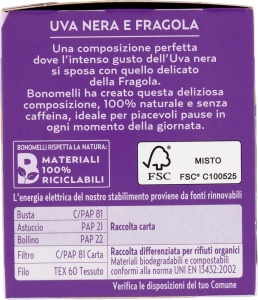 UVA NERA E FRAGOLA
Una composizione perfetta
dove l'intenso gusto dell'Uva nera
si sposa con quello delicato
della Fragola.
Bonomelli ha creato questa deliziosa
composizione, 100% naturale e senza
caffeina, ideale per piacevoli pause in
ogni momento della giornata.
BONOMELLI RISPETTA LA NATURA:
MATERIALI
100%
RICICLABILI
FSC
MISTO
FSC® C100525
L'energia elettrica del nostro stabilimento proviene da fonti rinnovabili
Busta C/PAP 81
Astuccio PAP 21 Raccolta carta
Bollino PAP 22
Filtro C/PAP 81 Carta Raccolta differenziata per rifiuti organici
Materiali biodegradabili e compostabili
Filo TEX 60 Tessuto conformi alla norma UNI EN 13432:2002
Verifica le disposizioni del tuo Comune